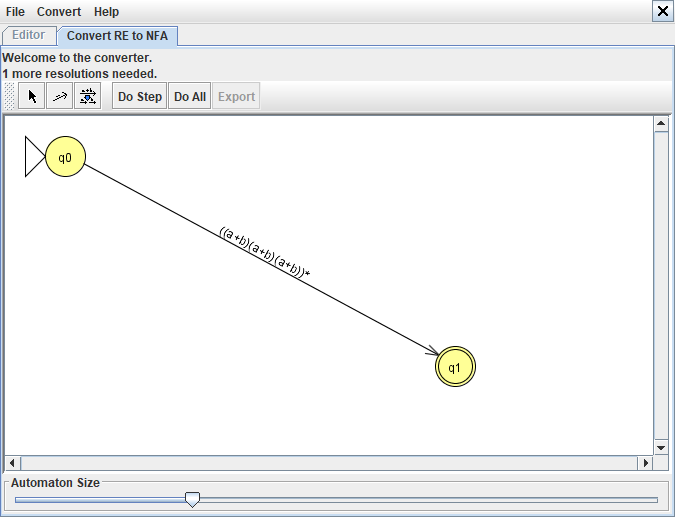 File Convert Help
Editor Convert RE to NFA
Welcome to the converter.
1 more resolutions needed.
Do Step Do All Export
q0
((a+b)(a+b)(a+b))*
q1
Automaton Size